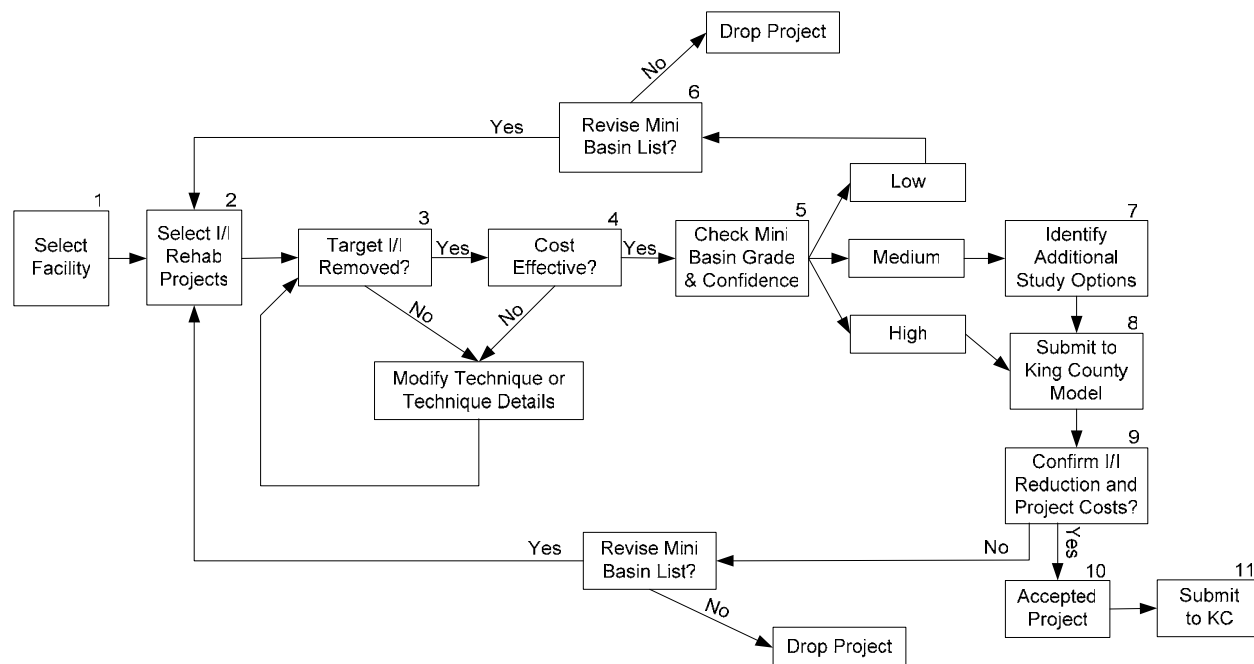 Drop Project
No
6
Yes
Revise Mini
Basin List?
Low
1
Select
Facility
2
Select I/I
Rehab
Projects
3
Target I/I
Removed?
Yes
4
Cost
Effective?
Yes
5
Check Mini
Basin Grade
& Confidence
Medium
7
Identify
Additional
Study Options
No
No
High
8
Submit to
King County
Model
Modify Technique or
Technique Details
9
Confirm I/I
Reduction and
Project Costs?
Yes
Revise Mini
Basin List?
No
Yes
10
Accepted
Project
11
Submit
to KC
No
Drop Project